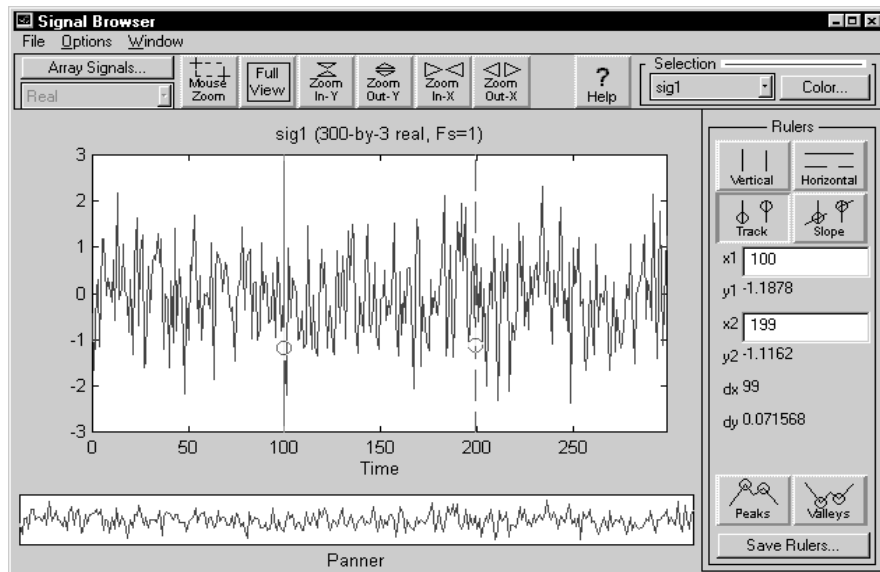 Signal Browser
File Options Window
Array Signals...
Real
Mouse Zoom
Full View
Zoom In-Y
Zoom Out-Y
Zoom In-X
Zoom Out-X
? Help
Selection
sig1
Color...
sig1 (300-by-3 real, Fs=1)
3
2
1
0
-1
-2
-3
0 50 100 150 200 250
Time
Panner
Rulers
Vertical
Horizontal
Track
Slope
x1 100
y1 -1.1878
x2 199
y2 -1.1162
dx 99
dy 0.071568
Peaks
Valleys
Save Rulers...